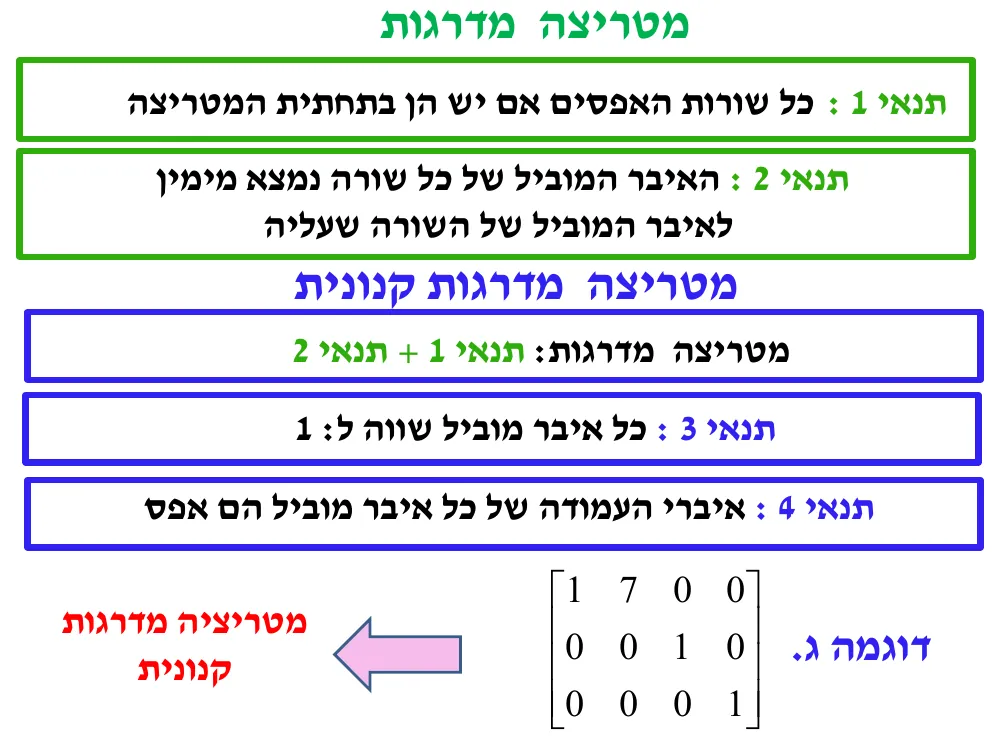 מטריצה מדרגות
תנאי 1 : כל שורות האפסים אם יש הן בתחתית המטריצה
תנאי 2 : האיבר המוביל של כל שורה נמצא מימין
לאיבר המוביל של השורה שעליה
מטריצה מדרגות קנונית
מטריצה מדרגות: תנאי 1 + תנאי 2
תנאי 3 : כל איבר מוביל שווה ל: 1
תנאי 4 : איברי העמודה של כל איבר מוביל הם אפס
דוגמה ג.
1 7 0 0
0 0 1 0
0 0 0 1
מטריציה מדרגות
קנונית